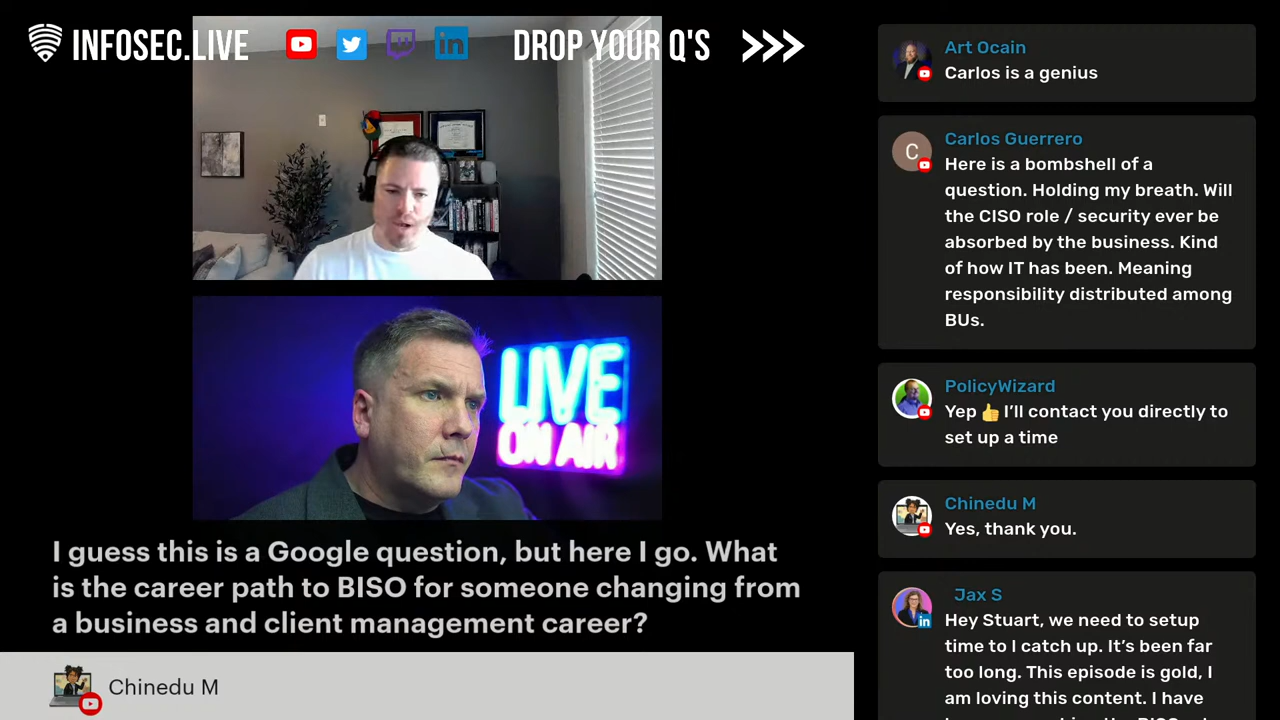 INFOSEC.LIVE
DROP YOUR Q'S >>>
LIVE
ON AIR
I guess this is a Google question, but here I go. What
is the career path to BISO for someone changing from
a business and client management career?
Chinedu M
Art Ocain
Carlos is a genius
C
Carlos Guerrero
Here is a bombshell of a
question. Holding my breath. Will
the CISO role / security ever be
absorbed by the business. Kind
of how IT has been. Meaning
responsibility distributed among
BUs.
PolicyWizard
Yep 👍 I'll contact you directly to
set up a time
Chinedu M
Yes, thank you.
Jax S
Hey Stuart, we need to setup
time to I catch up. It's been far
too long. This episode is gold, I
am loving this content. I have